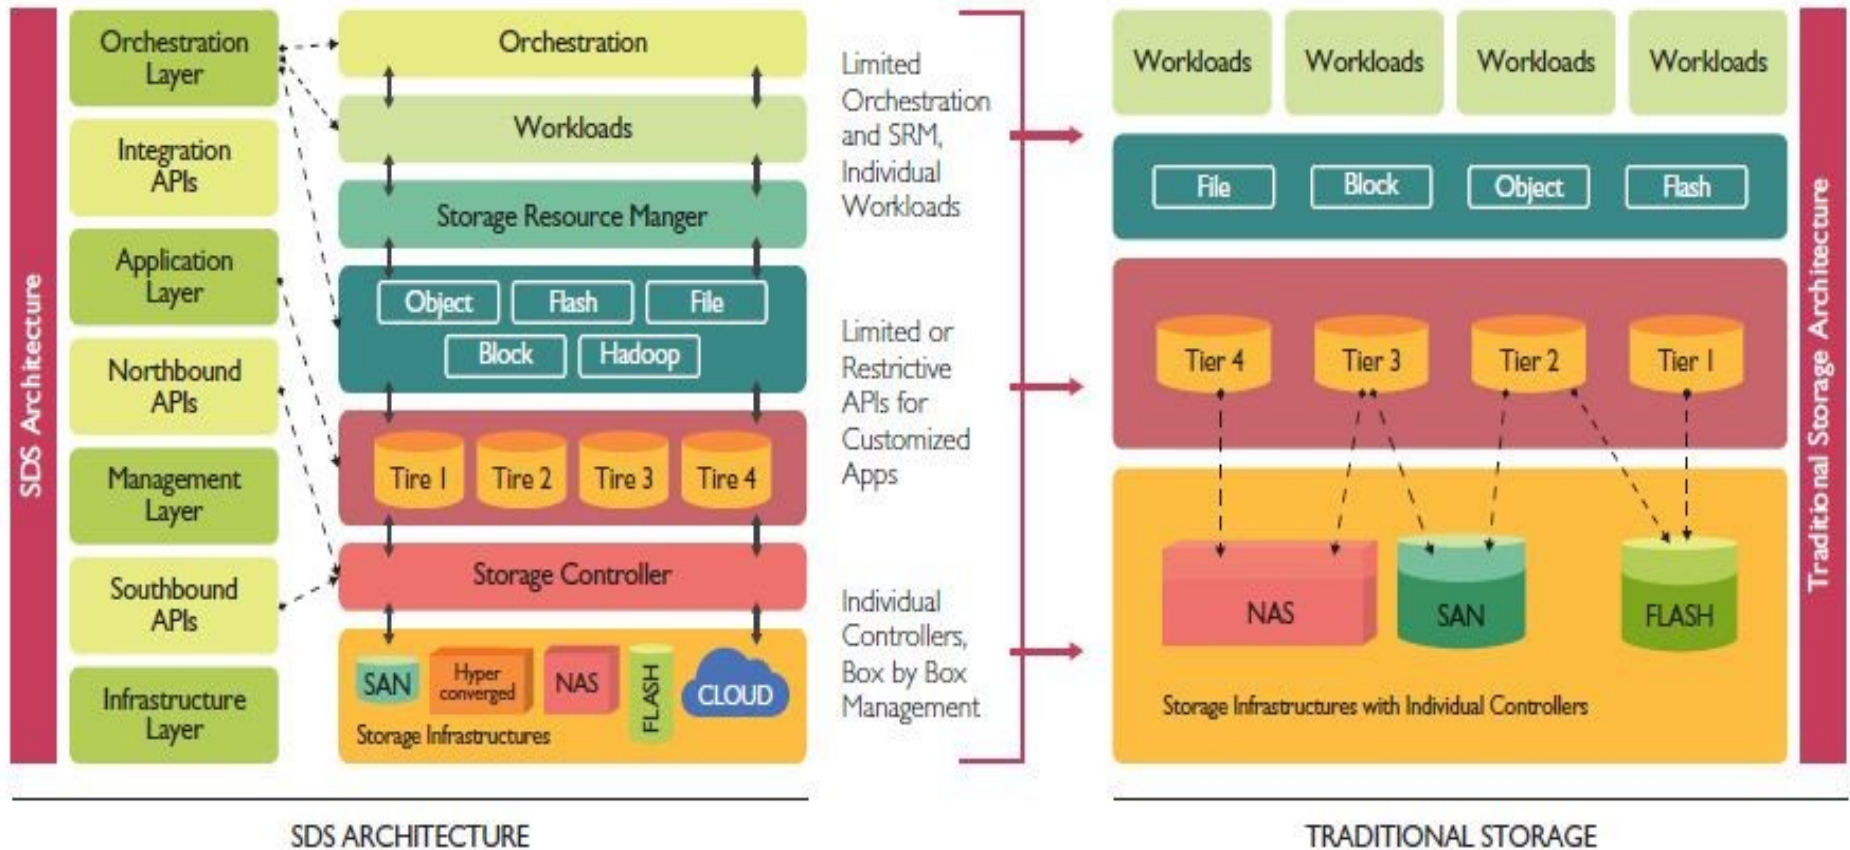 SDS Architecture
Orchestration
Layer
Integration
APIs
Application
Layer
Northbound
APIs
Management
Layer
Southbound
APIs
Infrastructure
Layer
Orchestration
Workloads
Storage Resource Manger
Object
Flash
File
Block
Hadoop
Tire 1
Tire 2
Tire 3
Tire 4
Storage Controller
SAN
Hyper
converged
NAS
FLASH
CLOUD
Storage Infrastructures
SDS ARCHITECTURE
Limited
Orchestration
and SRM,
Individual
Workloads
Limited or
Restrictive
APIs for
Customized
Apps
Individual
Controllers,
Box by Box
Management
Workloads
Workloads
Workloads
Workloads
File
Block
Object
Flash
Tier 4
Tier 3
Tier 2
Tier 1
NAS
SAN
FLASH
Storage Infrastructures with Individual Controllers
Traditional Storage Architecture
TRADITIONAL STORAGE